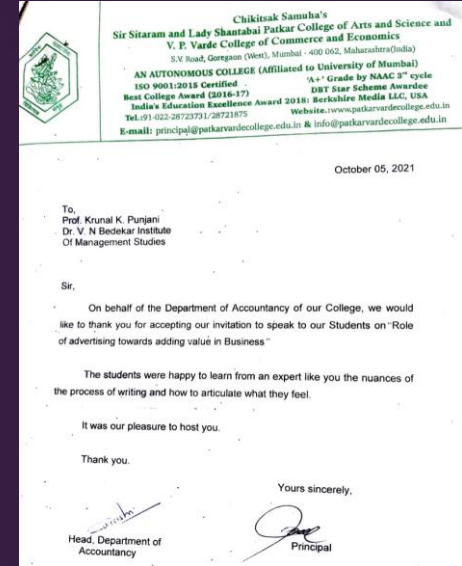 Chikitsak Samuha's
Sir Sitaram and Lady Shantabai Patkar College of Arts and Science and
V. P. Varde College of Commerce and Economics
S.V. Road, Goregaon (West), Mumbai - 400 062, Maharashtra(India)
AN AUTONOMOUS COLLEGE (Affiliated to University of Mumbai)
ISO 9001:2015 Certified 'A+' Grade by NAAC 3rd cycle
Best College Award (2016-17) DBT Star Scheme Awardee
India's Education Excellence Award 2018: Berkshire Media LLC, USA
Tel.:91-022-28723731/28721875 Website.:www.patkarvardecollege.edu.in
E-mail: principal@patkarvardecollege.edu.in & info@patkarvardecollege.edu.in
October 05, 2021
To,
Prof. Krunal K. Punjani
Dr. V. N Bedekar Institute
Of Management Studies
Sir,
On behalf of the Department of Accountancy of our College, we would
like to thank you for accepting our invitation to speak to our Students on "Role
of advertising towards adding value in Business"
The students were happy to learn from an expert like you the nuances of
the process of writing and how to articulate what they feel.
It was our pleasure to host you.
Thank you.
Yours sincerely,
Head, Department of
Accountancy
Principal